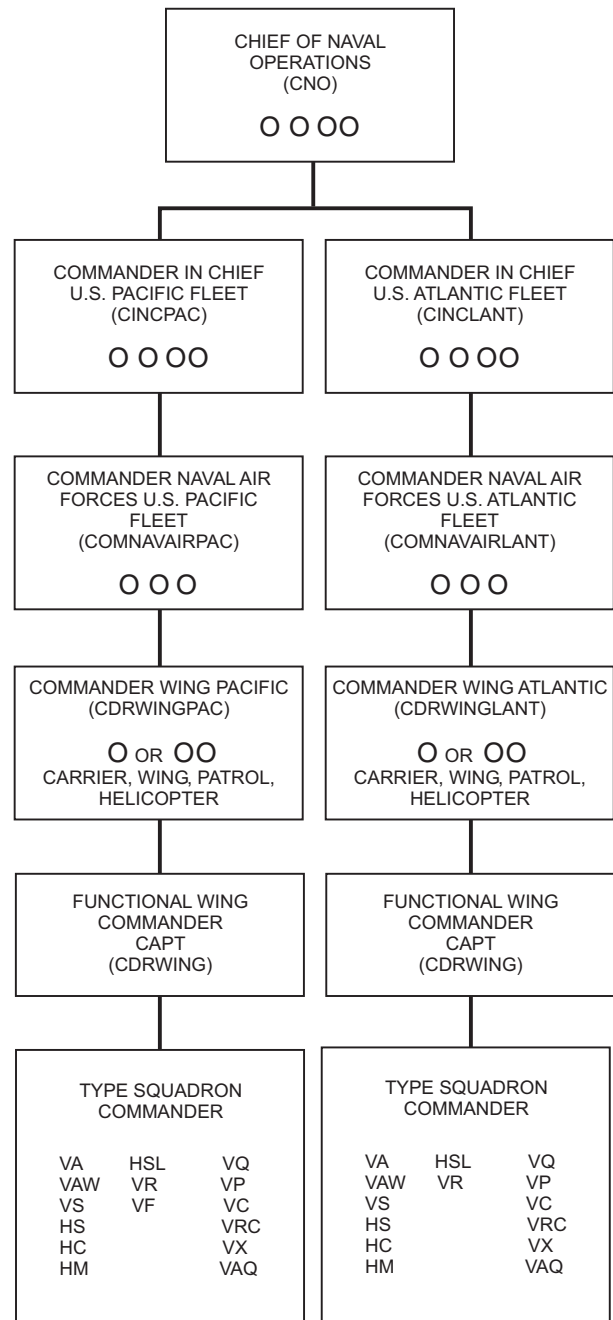 CHIEF OF NAVAL
OPERATIONS
(CNO)
O O OO
COMMANDER IN CHIEF
U.S. PACIFIC FLEET
(CINCPAC)
O O OO
COMMANDER IN CHIEF
U.S. ATLANTIC FLEET
(CINCLANT)
O O OO
COMMANDER NAVAL AIR
FORCES U.S. PACIFIC
FLEET
(COMNAVAIRPAC)
O O O
COMMANDER NAVAL AIR
FORCES U.S. ATLANTIC
FLEET
(COMNAVAIRLANT)
O O O
COMMANDER WING PACIFIC
(CDRWINGPAC)
O OR OO
CARRIER, WING, PATROL,
HELICOPTER
COMMANDER WING ATLANTIC
(CDRWINGLANT)
O OR OO
CARRIER, WING, PATROL,
HELICOPTER
FUNCTIONAL WING
COMMANDER
CAPT
(CDRWING)
FUNCTIONAL WING
COMMANDER
CAPT
(CDRWING)
TYPE SQUADRON
COMMANDER
VA HSL VQ
VAW VR VP
VS VF VC
HS VRC
HC VX
HM VAQ
TYPE SQUADRON
COMMANDER
VA HSL VQ
VAW VR VP
VS VC
HS VRC
HC VX
HM VAQ